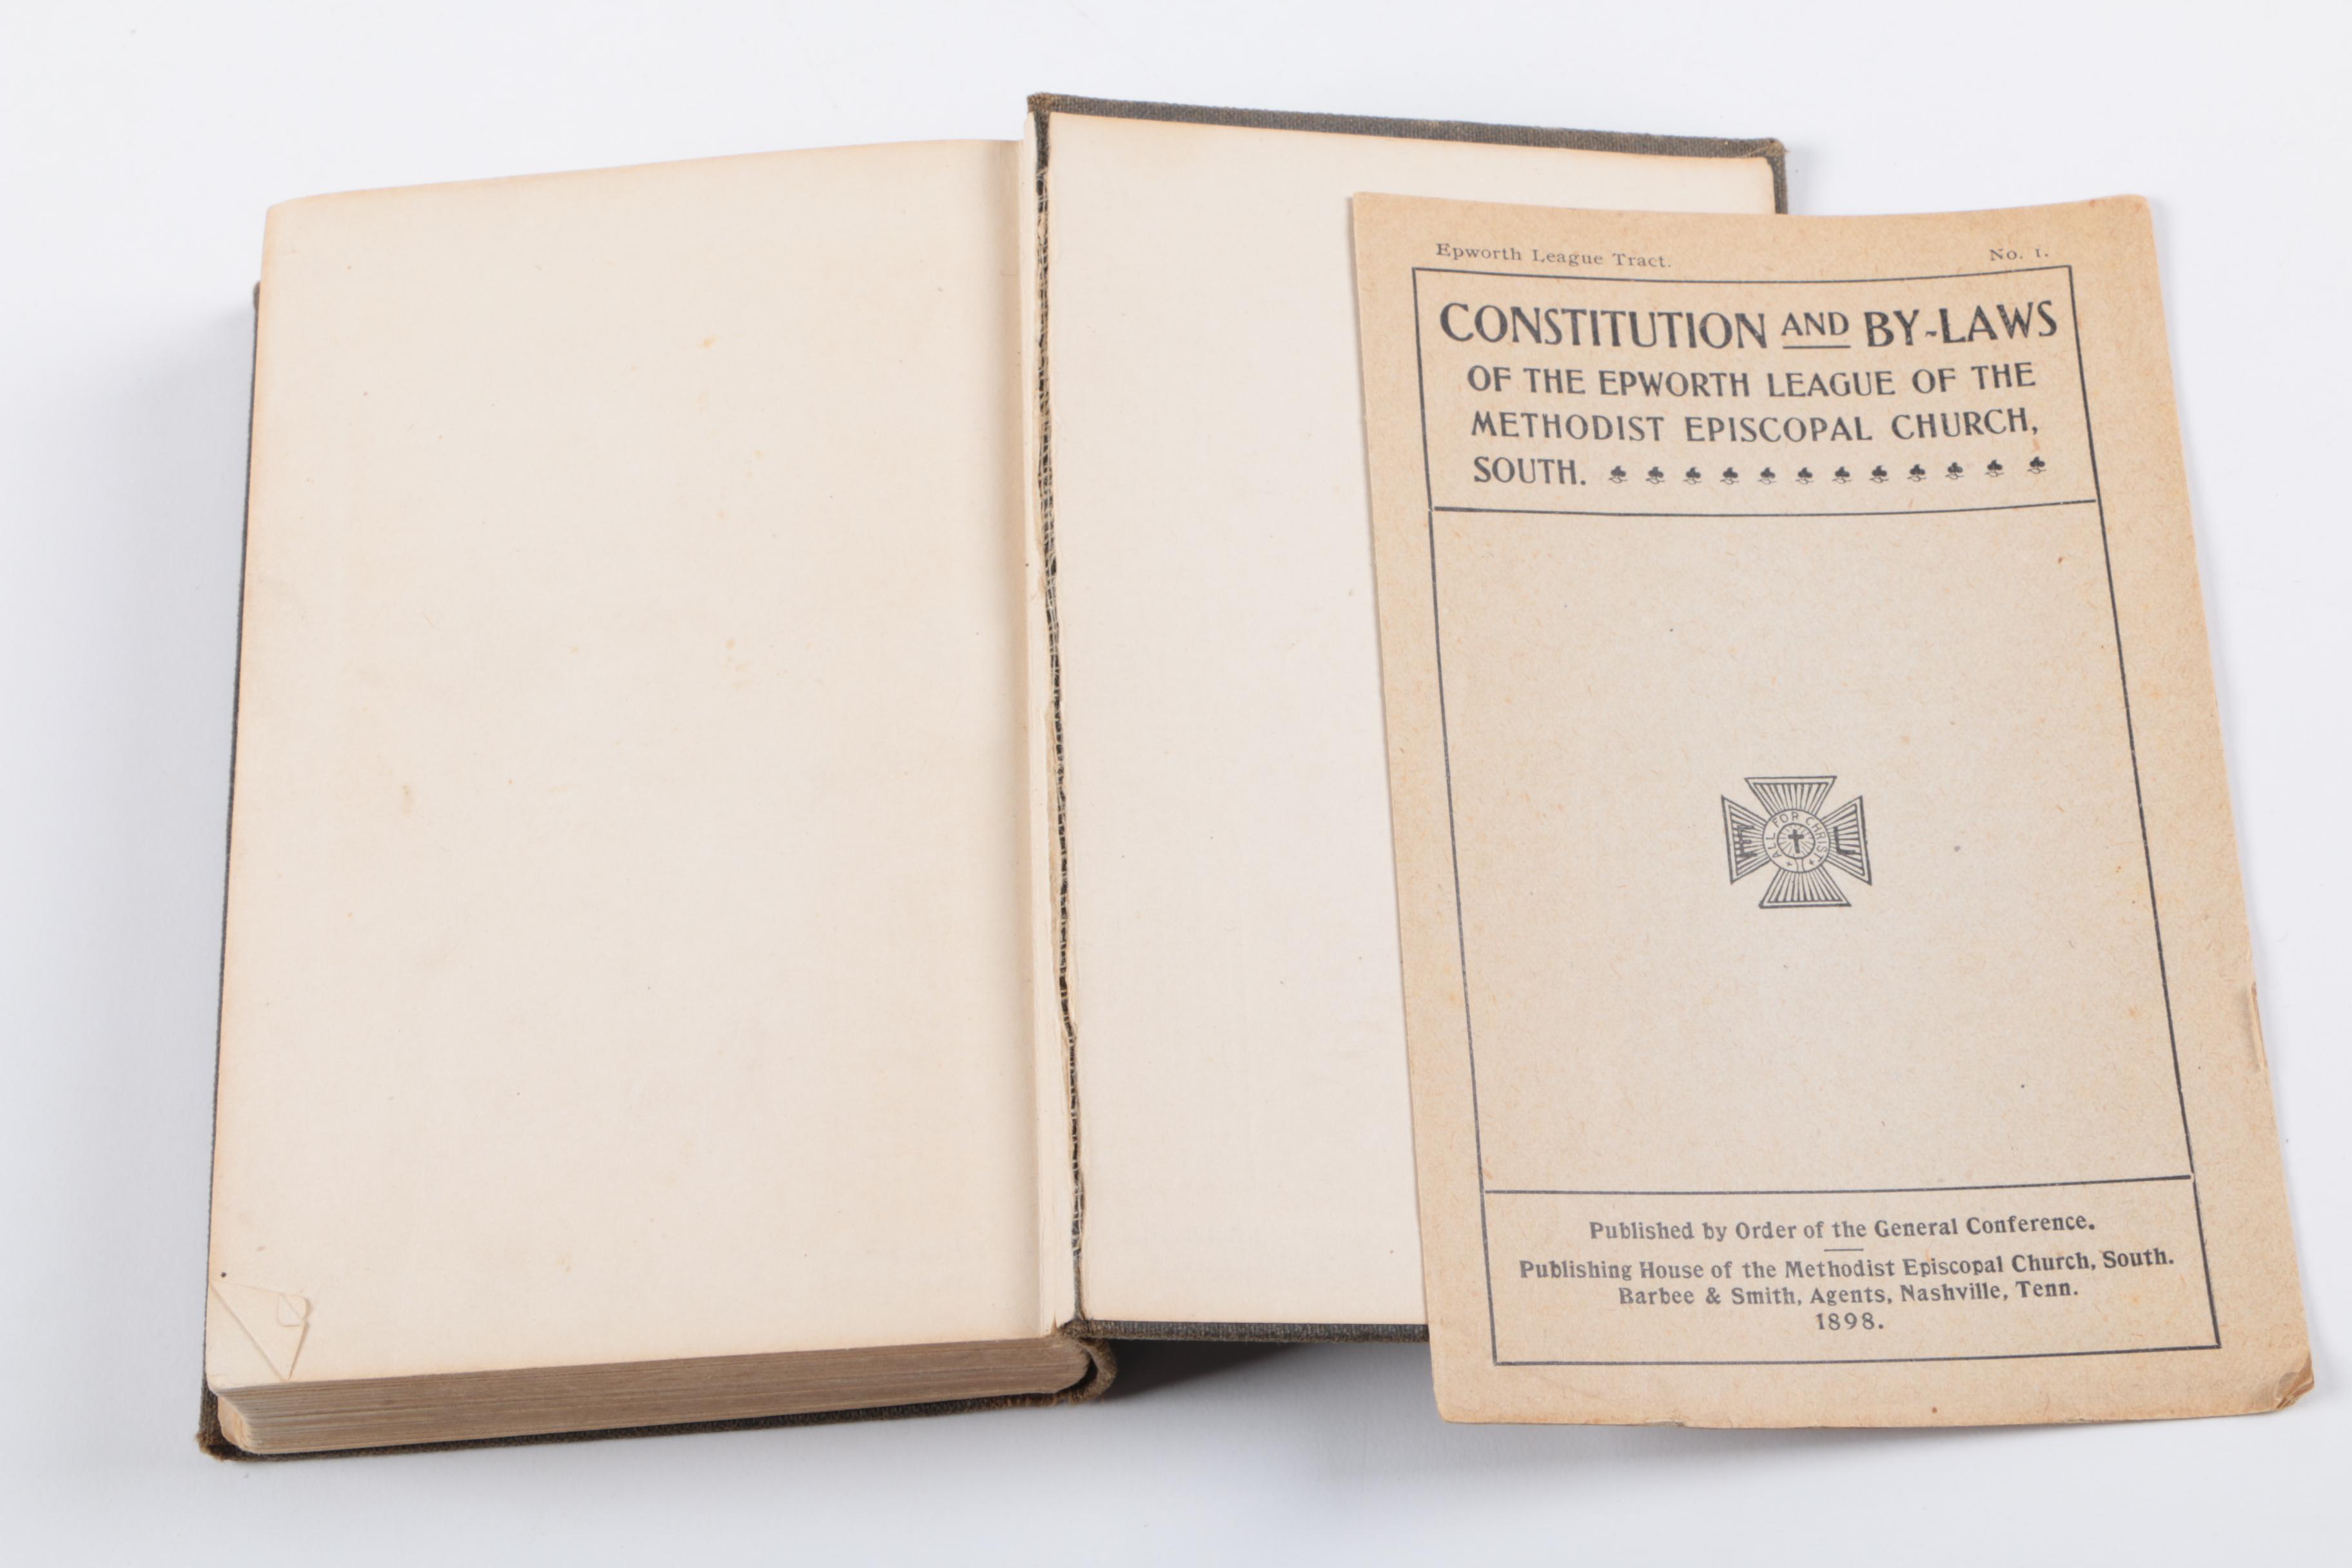 Epworth League Tract. No. 1.
CONSTITUTION AND BY-LAWS
OF THE EPWORTH LEAGUE OF THE
METHODIST EPISCOPAL CHURCH,
SOUTH.
E ALL FOR CHRIST L
Published by Order of the General Conference.
Publishing House of the Methodist Episcopal Church, South.
Barbee & Smith, Agents, Nashville, Tenn.
1898.